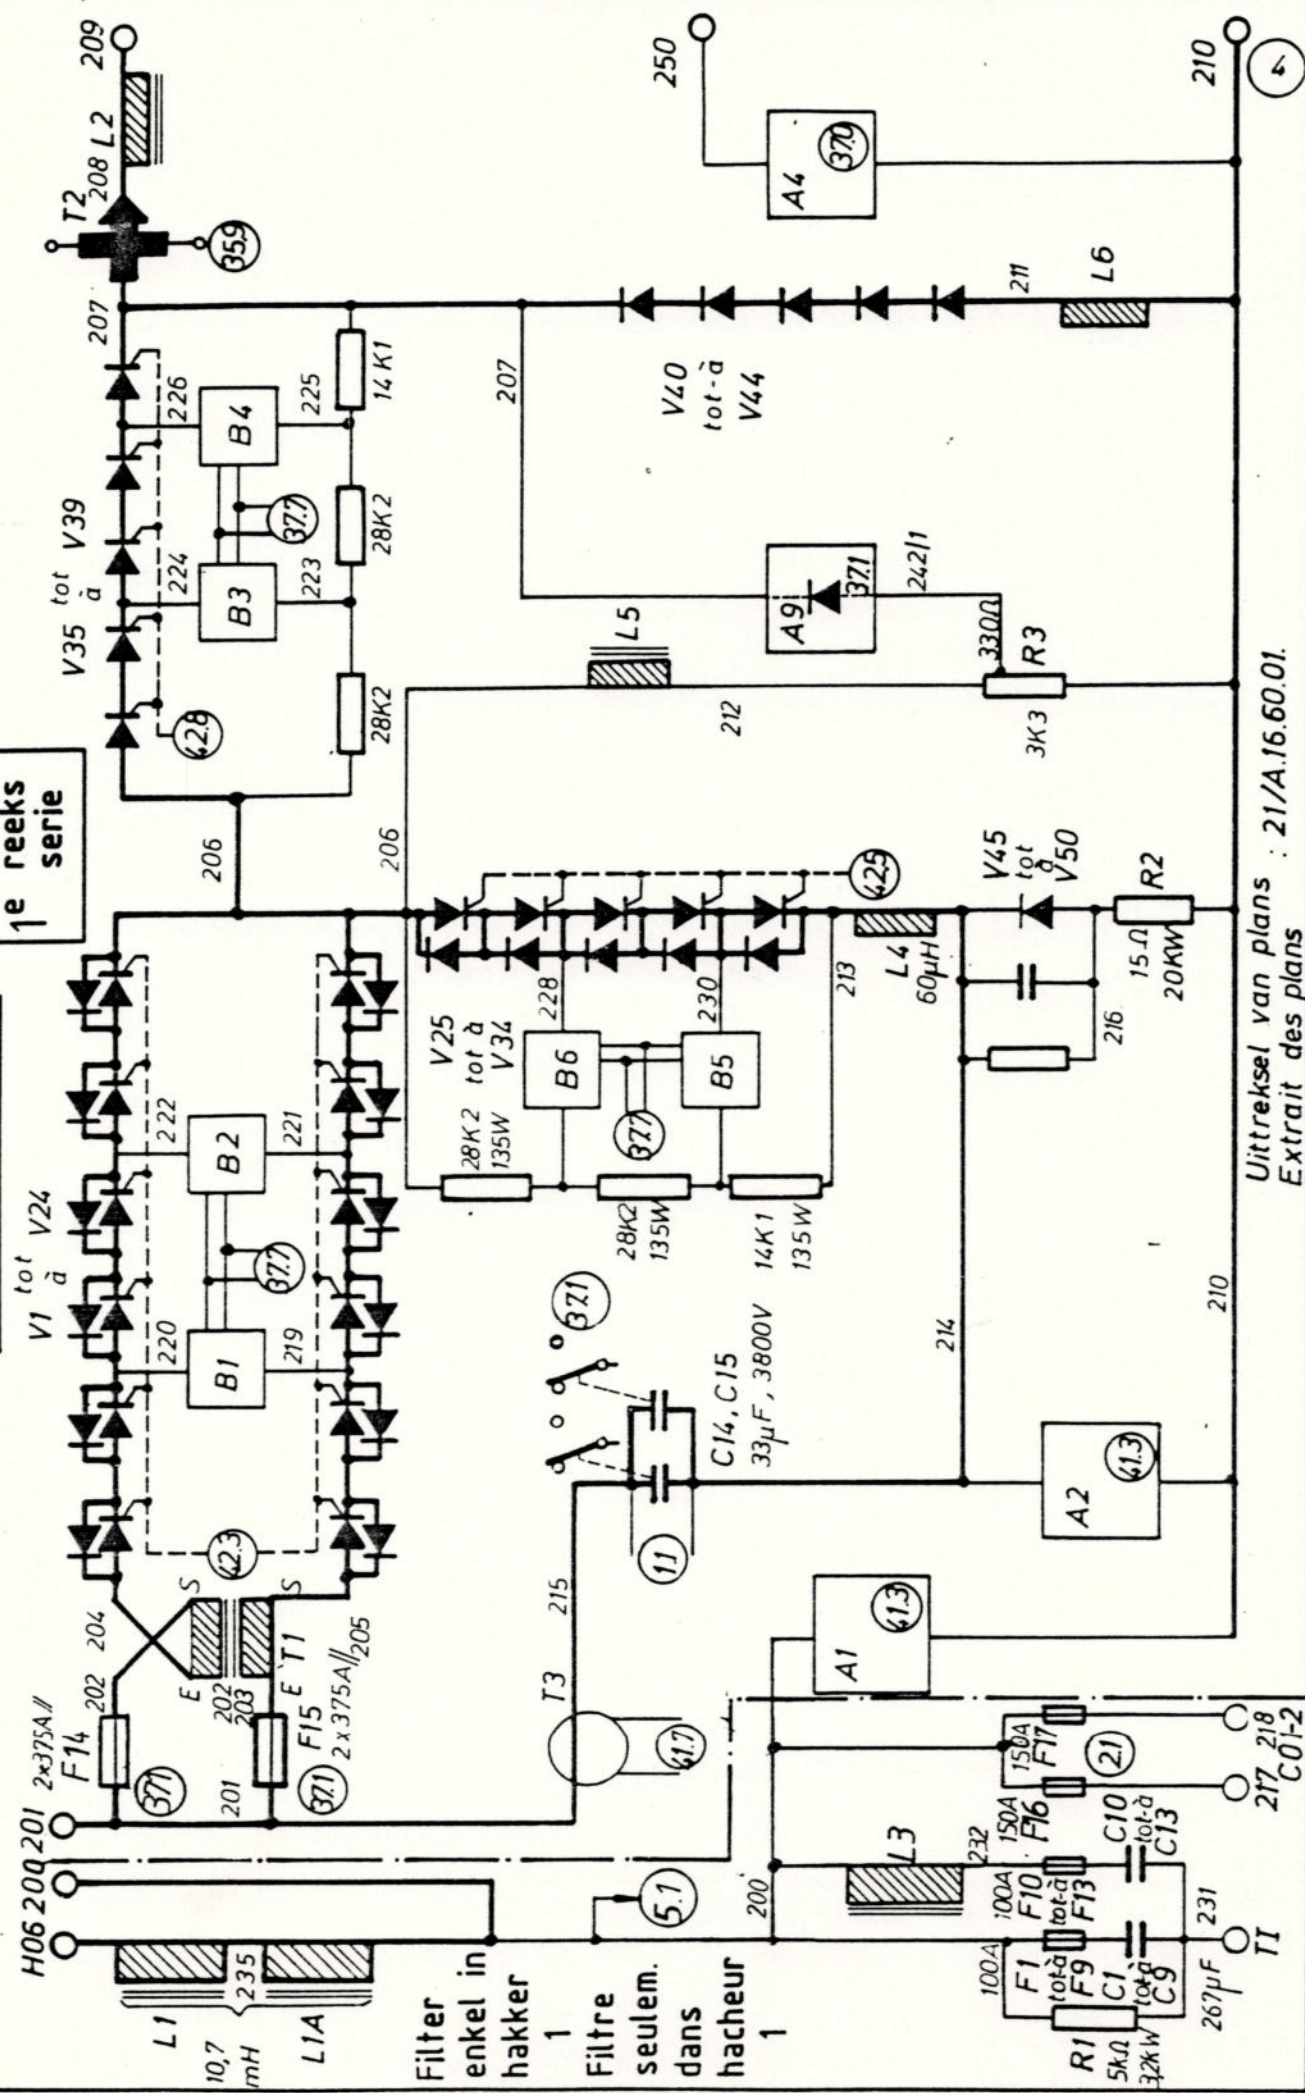 1e reeks
serie
H06
200
201
2x375A//
F14
37.1
202
204
E
S
202
203
E
T1
S
F15
2x375A//
205
37.1
201
V1 tot à V24
42.3
220
B1
219
37.7
222
B2
221
206
V35 tot à V39
42.8
224
B3
223
37.7
226
B4
225
28K2
28K2
14K1
207
T2
35.9
208
L2
209
L1
235
10,7
mH
L1A
Filter
enkel in
hakker
1
Filtre
seulem.
dans
hacheur
1
5.1
T3
41.7
215
11
37.1
C14, C15
33µF, 3800V
206
V25
tot à
V34
28K2
135W
28K2
135W
14K1
135W
B6
228
B5
230
37.7
42.5
213
L4
60µH
L5
212
3K3
R3
330Ω
A9
37.1
242/1
207
V40
tot-à
V44
211
L6
250
A4
37.0
210
4
200
L3
232
100A
F1
tot-à
F9
C1
tot-à
C9
R1
5kΩ
32kW
267µF
100A
F10
tot-à
F13
C10
tot-à
C13
231
TI
150A
F16
150A
F17
2.1
217
218
C01-2
A1
41.3
A2
41.3
214
216
V45
tot
à
V50
15Ω
20KW
R2
210
Uittreksel van plans : 21/A.16.60.01.
Extrait des plans